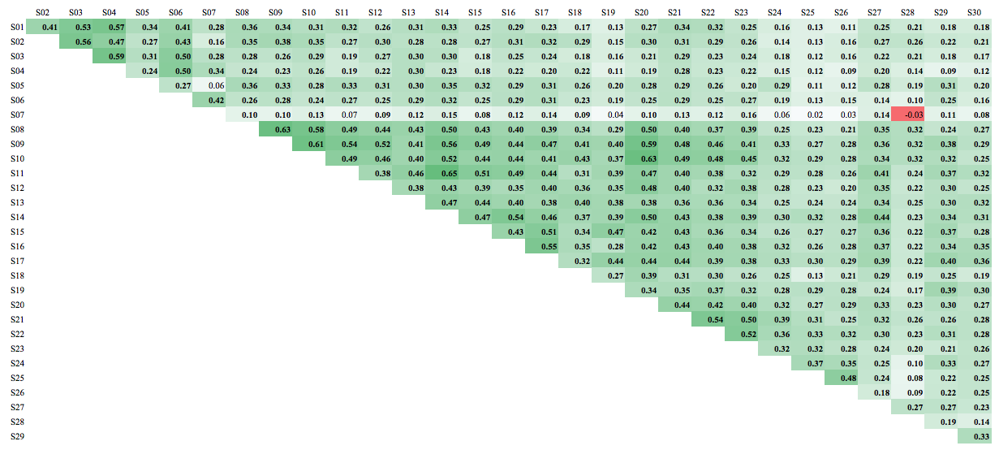 S02 S03 S04 S05 S06 S07 S08 S09 S10 S11 S12 S13 S14 S15 S16 S17 S18 S19 S20 S21 S22 S23 S24 S25 S26 S27 S28 S29 S30
S01 0.41 0.53 0.57 0.34 0.41 0.28 0.36 0.34 0.31 0.32 0.26 0.31 0.33 0.25 0.29 0.23 0.17 0.13 0.27 0.34 0.32 0.25 0.16 0.13 0.11 0.25 0.21 0.18 0.18
S02 0.56 0.47 0.27 0.43 0.16 0.35 0.38 0.35 0.27 0.30 0.28 0.28 0.27 0.31 0.32 0.29 0.15 0.30 0.31 0.29 0.26 0.14 0.13 0.16 0.27 0.26 0.22 0.21
S03 0.59 0.31 0.50 0.28 0.28 0.26 0.29 0.19 0.27 0.30 0.30 0.18 0.25 0.24 0.18 0.16 0.21 0.29 0.23 0.24 0.18 0.12 0.16 0.22 0.21 0.18 0.17
S04 0.24 0.50 0.34 0.24 0.23 0.26 0.19 0.22 0.30 0.23 0.18 0.22 0.20 0.22 0.11 0.19 0.28 0.23 0.22 0.15 0.12 0.09 0.20 0.14 0.09 0.12
S05 0.27 0.06 0.36 0.33 0.28 0.33 0.31 0.30 0.35 0.32 0.29 0.31 0.26 0.20 0.28 0.29 0.26 0.20 0.29 0.11 0.12 0.28 0.19 0.31 0.20
S06 0.42 0.26 0.28 0.24 0.27 0.25 0.29 0.32 0.25 0.29 0.31 0.23 0.19 0.25 0.29 0.25 0.27 0.19 0.13 0.15 0.14 0.10 0.25 0.16
S07 0.10 0.10 0.13 0.07 0.09 0.12 0.15 0.08 0.12 0.14 0.09 0.04 0.10 0.13 0.12 0.16 0.06 0.02 0.03 0.14 -0.03 0.11 0.08
S08 0.63 0.58 0.49 0.44 0.43 0.50 0.43 0.40 0.39 0.34 0.29 0.50 0.40 0.37 0.39 0.25 0.23 0.21 0.35 0.32 0.24 0.27
S09 0.61 0.54 0.52 0.41 0.56 0.49 0.44 0.47 0.41 0.40 0.59 0.48 0.46 0.41 0.33 0.27 0.28 0.36 0.32 0.38 0.29
S10 0.49 0.46 0.40 0.52 0.44 0.44 0.41 0.43 0.37 0.63 0.49 0.48 0.45 0.32 0.29 0.28 0.34 0.32 0.32 0.25
S11 0.38 0.46 0.65 0.51 0.49 0.44 0.31 0.39 0.47 0.40 0.38 0.32 0.29 0.28 0.26 0.41 0.24 0.37 0.32
S12 0.38 0.43 0.39 0.35 0.40 0.36 0.35 0.48 0.40 0.32 0.38 0.28 0.23 0.20 0.35 0.22 0.30 0.25
S13 0.47 0.44 0.40 0.38 0.40 0.38 0.38 0.36 0.36 0.34 0.25 0.24 0.24 0.34 0.25 0.30 0.32
S14 0.47 0.54 0.46 0.37 0.39 0.50 0.43 0.38 0.39 0.30 0.32 0.28 0.44 0.23 0.34 0.31
S15 0.43 0.51 0.34 0.47 0.42 0.43 0.36 0.34 0.26 0.27 0.27 0.36 0.22 0.37 0.28
S16 0.55 0.35 0.28 0.42 0.43 0.40 0.38 0.32 0.26 0.28 0.37 0.22 0.34 0.35
S17 0.32 0.44 0.44 0.44 0.39 0.38 0.33 0.30 0.29 0.39 0.22 0.40 0.36
S18 0.27 0.39 0.31 0.30 0.26 0.25 0.13 0.21 0.29 0.19 0.25 0.19
S19 0.34 0.35 0.37 0.32 0.28 0.29 0.28 0.24 0.17 0.39 0.30
S20 0.44 0.42 0.40 0.32 0.27 0.29 0.33 0.23 0.30 0.27
S21 0.54 0.50 0.39 0.31 0.25 0.32 0.26 0.26 0.28
S22 0.52 0.36 0.33 0.32 0.30 0.23 0.31 0.28
S23 0.32 0.32 0.28 0.24 0.20 0.21 0.26
S24 0.37 0.35 0.25 0.10 0.33 0.27
S25 0.48 0.24 0.08 0.22 0.25
S26 0.18 0.09 0.22 0.25
S27 0.27 0.27 0.23
S28 0.19 0.14
S29 0.33